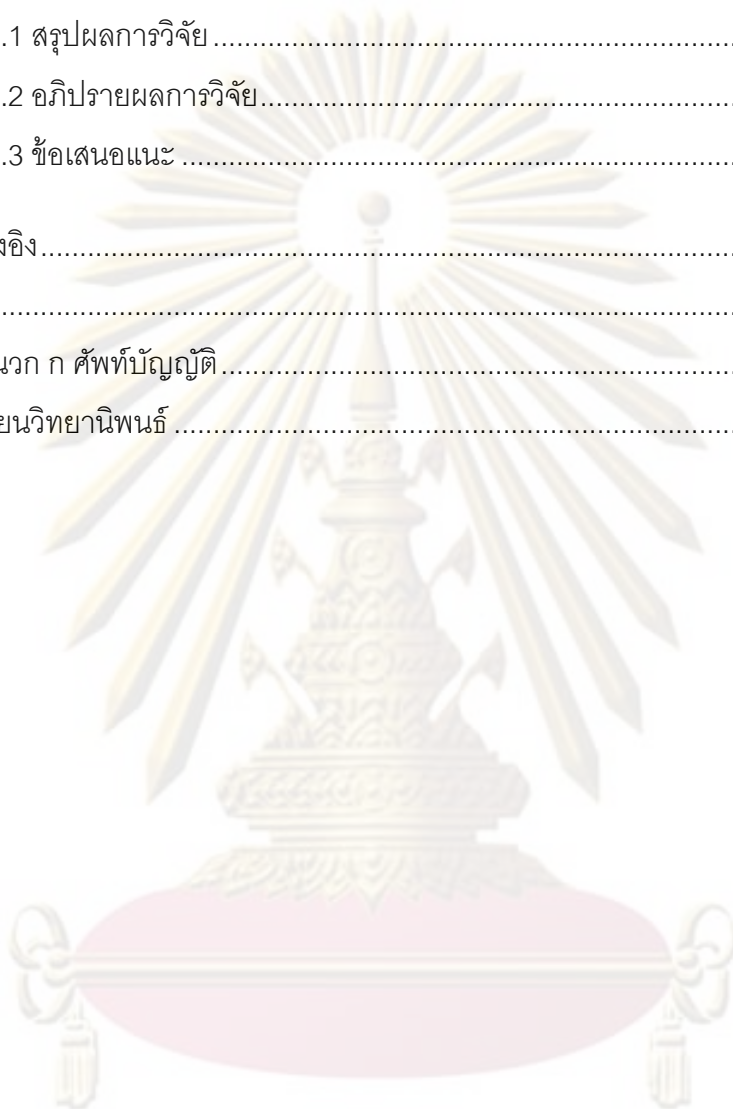 .1 สรุปผลการวิจัย ............................................................
.2 อภิปรายผลการวิจัย ............................................................
.3 ข้อเสนอแนะ ............................................................
งอิง ............................................................
............................................................
นวก ก ศัพท์บัญญัติ ............................................................
ยนวิทยานิพนธ์ ............................................................